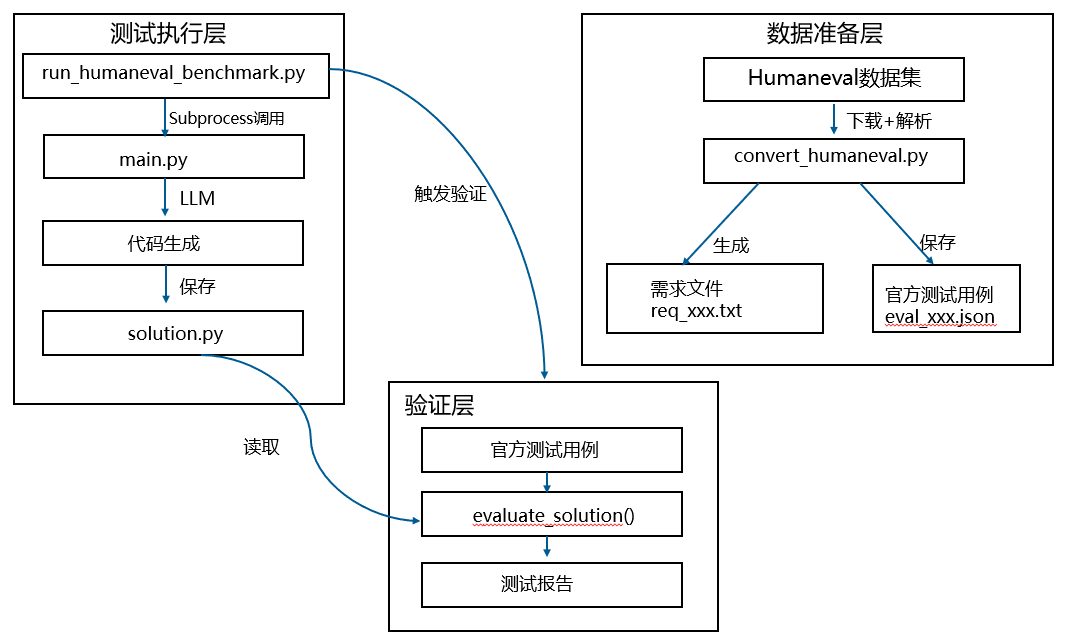 测试执行层
run_humaneval_benchmark.py
Subprocess调用
main.py
LLM
代码生成
保存
solution.py
读取
触发验证
数据准备层
Humaneval数据集
下载+解析
convert_humaneval.py
生成
保存
需求文件
req_xxx.txt
官方测试用例
eval_xxx.json
验证层
官方测试用例
evaluate_solution()
测试报告